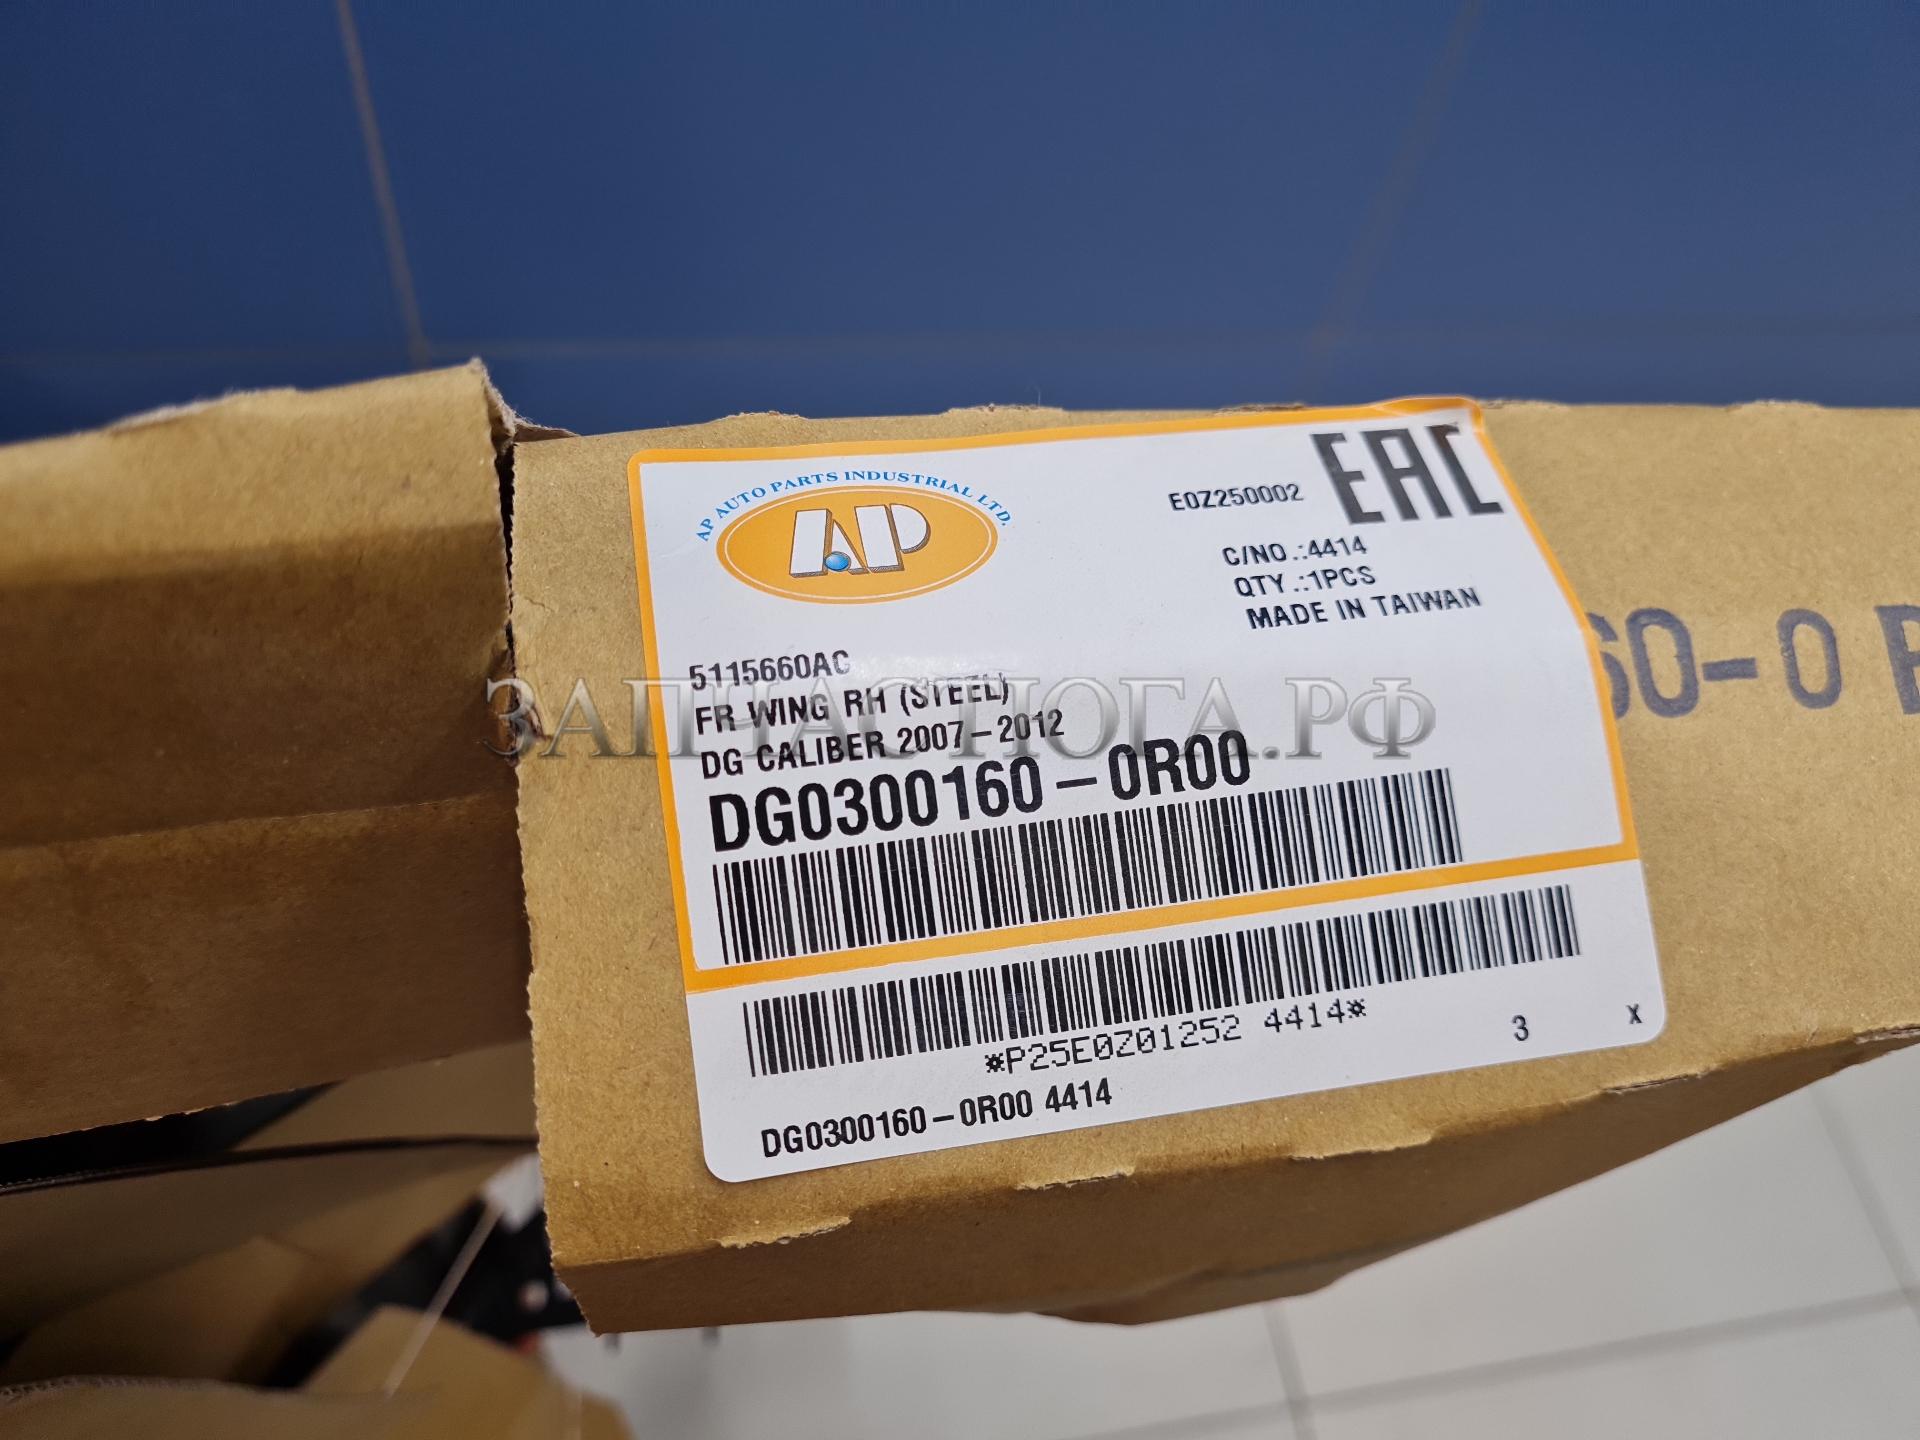 AP AUTO PARTS INDUSTRIAL LTD.
AP
E0Z250002
EAC
C/NO.:4414
QTY.:1PCS
MADE IN TAIWAN
5115660AC
FR WING RH (STEEL)
DG CALIBER 2007-2012
ЗАПЧАСТЮГА.РФ
DG0300160-0R00
60-0
*P25E0Z01252 4414*
3
X
DG0300160-0R00 4414